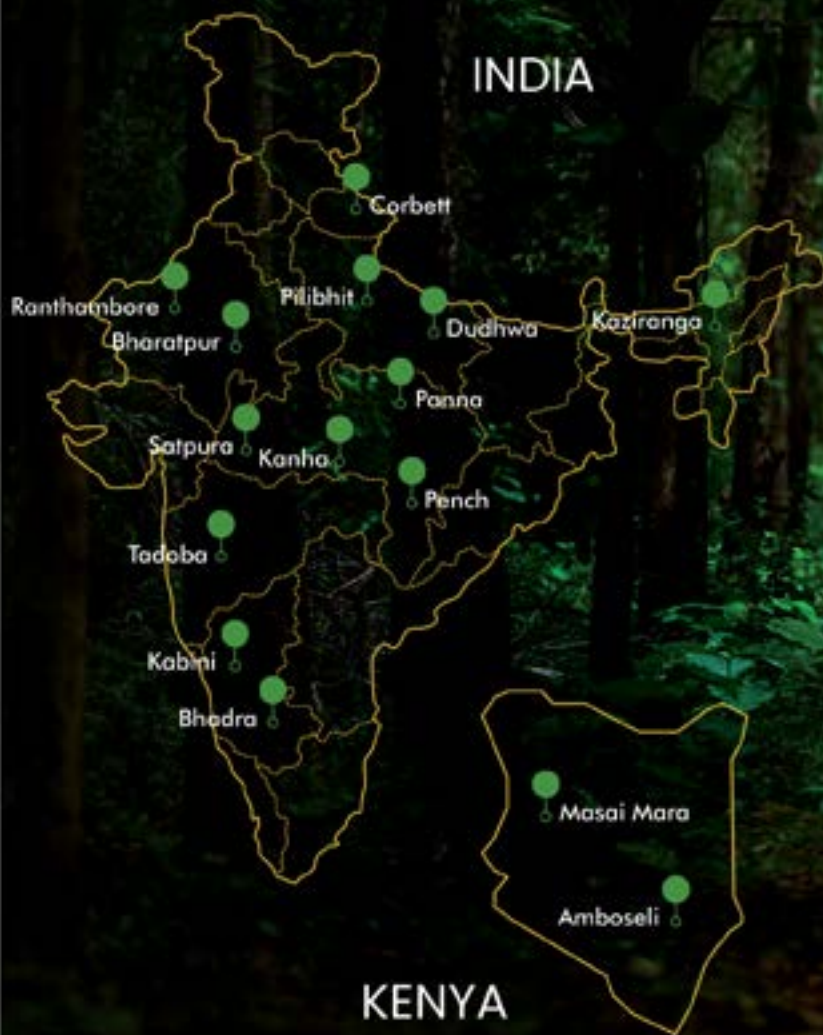 INDIA
Corbett
Ranthambore
Pilibhit
Bharatpur
Dudhwa
Kaziranga
Panna
Satpura
Kanha
Pench
Tadoba
Kabini
Bhadra
Masai Mara
Amboseli
KENYA